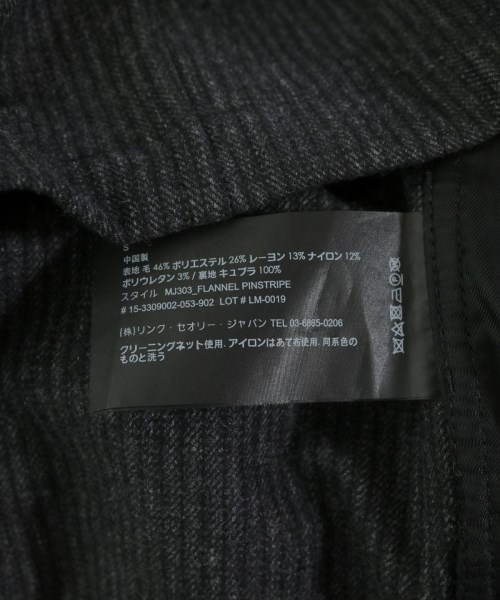 S
中国製
表地 毛 46% ポリエステル 26% レーヨン 13% ナイロン 12%
ポリウレタン 3% / 裏地 キュプラ 100%
スタイル MJ303_FLANNEL PINSTRIPE
# 15-3309002-053-902 LOT # LM-0019
(株)リンク・セオリー・ジャパン TEL 03-6865-0206
クリーニングネット使用. アイロンはあて布使用. 同系色の
ものと洗う